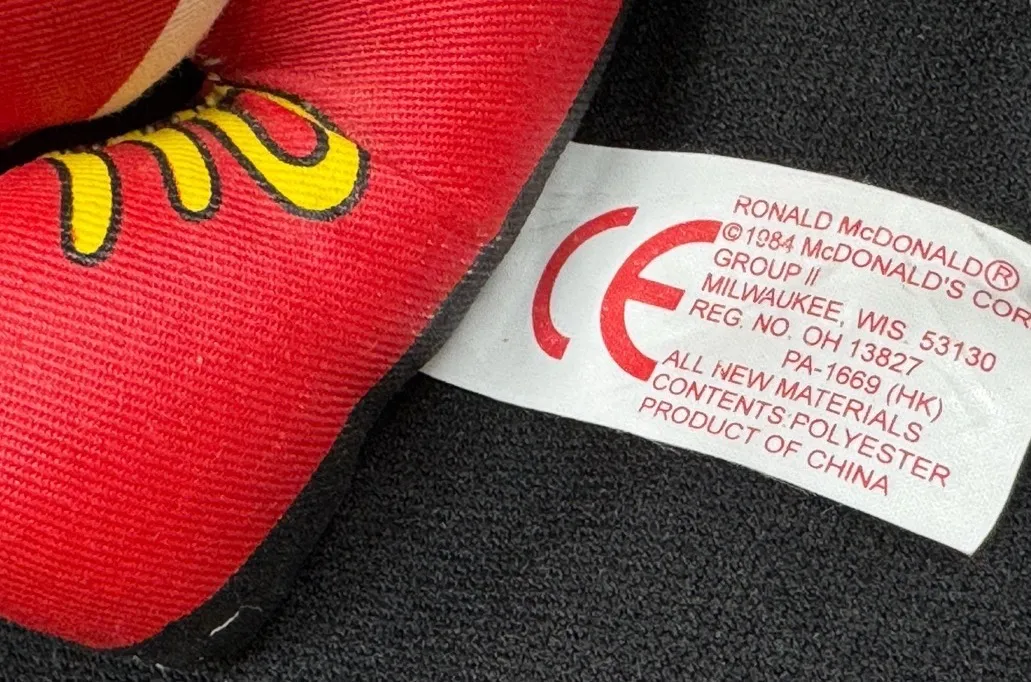 CE
RONALD McDONALD®
©1984 McDONALD'S COR
GROUP II
MILWAUKEE, WIS. 53130
REG. NO. OH 13827
PA-1669 (HK)
ALL NEW MATERIALS
CONTENTS:POLYESTER
PRODUCT OF CHINA